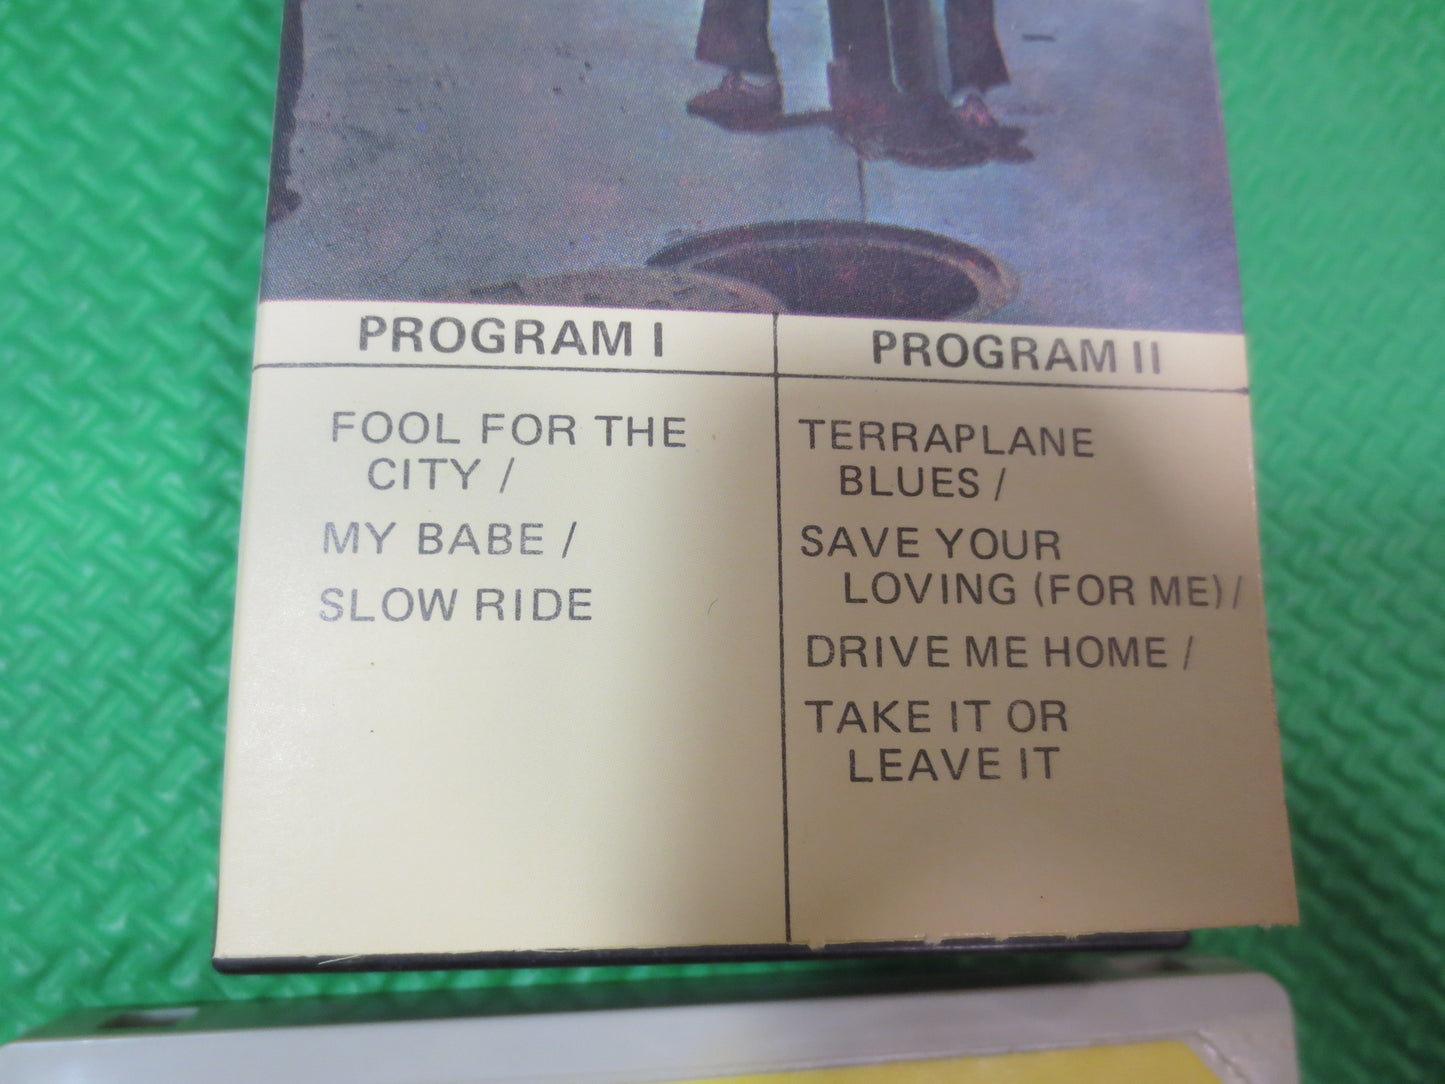 PROGRAM I
FOOL FOR THE
CITY /
MY BABE /
SLOW RIDE
PROGRAM II
TERRAPLANE
BLUES /
SAVE YOUR
LOVING (FOR ME) /
DRIVE ME HOME /
TAKE IT OR
LEAVE IT